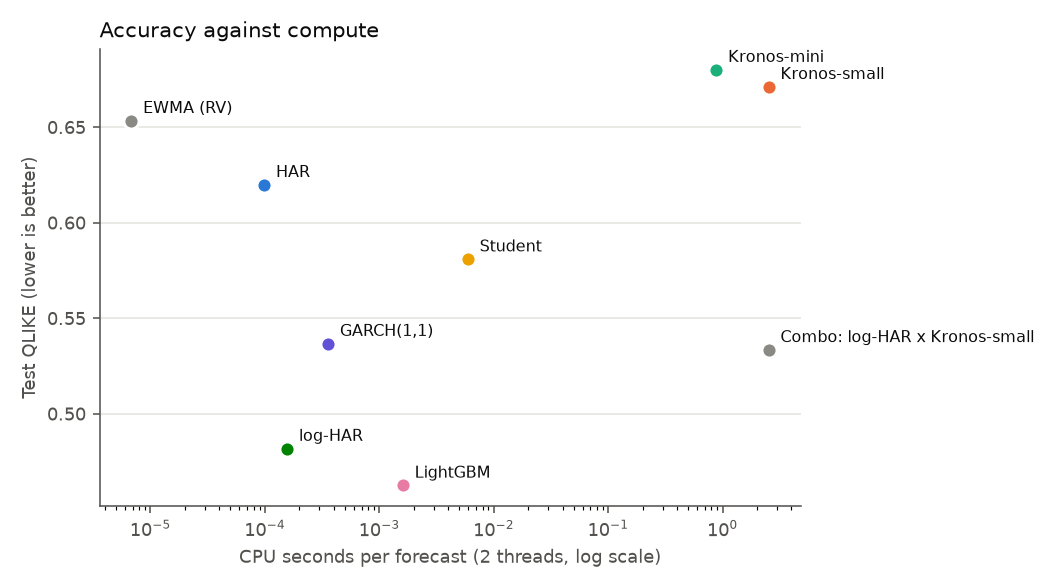 Accuracy against compute
Kronos-mini
Kronos-small
EWMA (RV)
0.65
HAR
0.60
Student
0.55
GARCH(1,1)
Combo: log-HAR x Kronos-small
0.50
log-HAR
LightGBM
Test QLIKE (lower is better)
10⁻⁵ 10⁻⁴ 10⁻³ 10⁻² 10⁻¹ 10⁰
CPU seconds per forecast (2 threads, log scale)